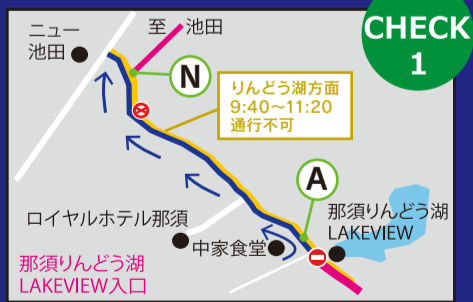 CHECK
1
ニュー
池田
至 池田
N
りんどう湖方面
9:40〜11:20
通行不可
A
那須りんどう湖
LAKEVIEW
ロイヤルホテル那須
中家食堂
那須りんどう湖
LAKEVIEW入口